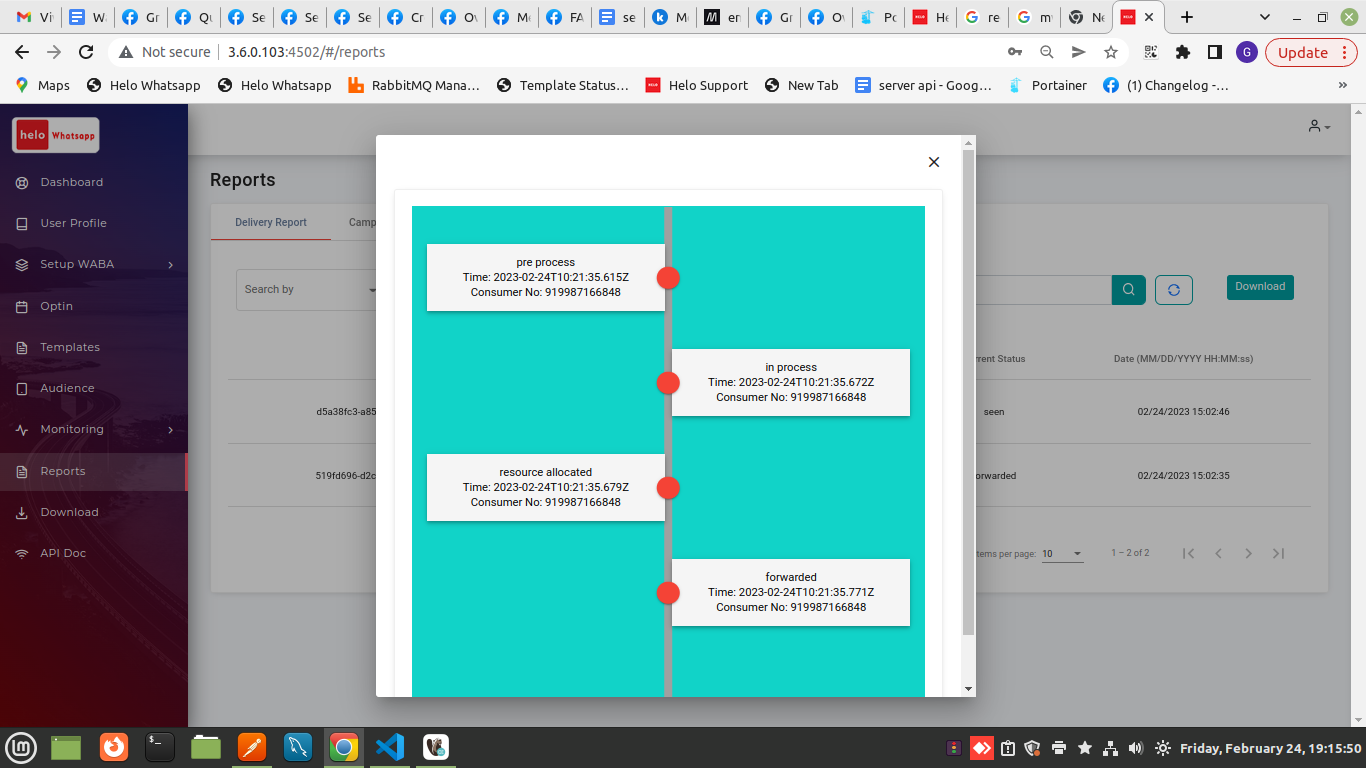 Vi
W
Gr
Qu
Se
Se
Se
Cr
Ov
Me
FA
se
Me
en
Gr
Ov
Po
He
re
my
Ne
Not secure
3.6.0.103:4502/#/reports
G
Update
Maps
Helo Whatsapp
Helo Whatsapp
RabbitMQ Mana...
Template Status...
Helo Support
New Tab
server api - Goog...
Portainer
(1) Changelog -...
»
helo Whatsapp
Dashboard
User Profile
Setup WABA
Optin
Templates
Audience
Monitoring
Reports
Download
API Doc
Reports
Delivery Report
Camp
Search by
Download
rent Status
Date (MM/DD/YYYY HH:MM:ss)
d5a38fc3-a85
seen
02/24/2023 15:02:46
519fd696-d2c
orwarded
02/24/2023 15:02:35
tems per page:
10
1 – 2 of 2
pre process
Time: 2023-02-24T10:21:35.615Z
Consumer No: 919987166848
in process
Time: 2023-02-24T10:21:35.672Z
Consumer No: 919987166848
resource allocated
Time: 2023-02-24T10:21:35.679Z
Consumer No: 919987166848
forwarded
Time: 2023-02-24T10:21:35.771Z
Consumer No: 919987166848
Friday, February 24, 19:15:50